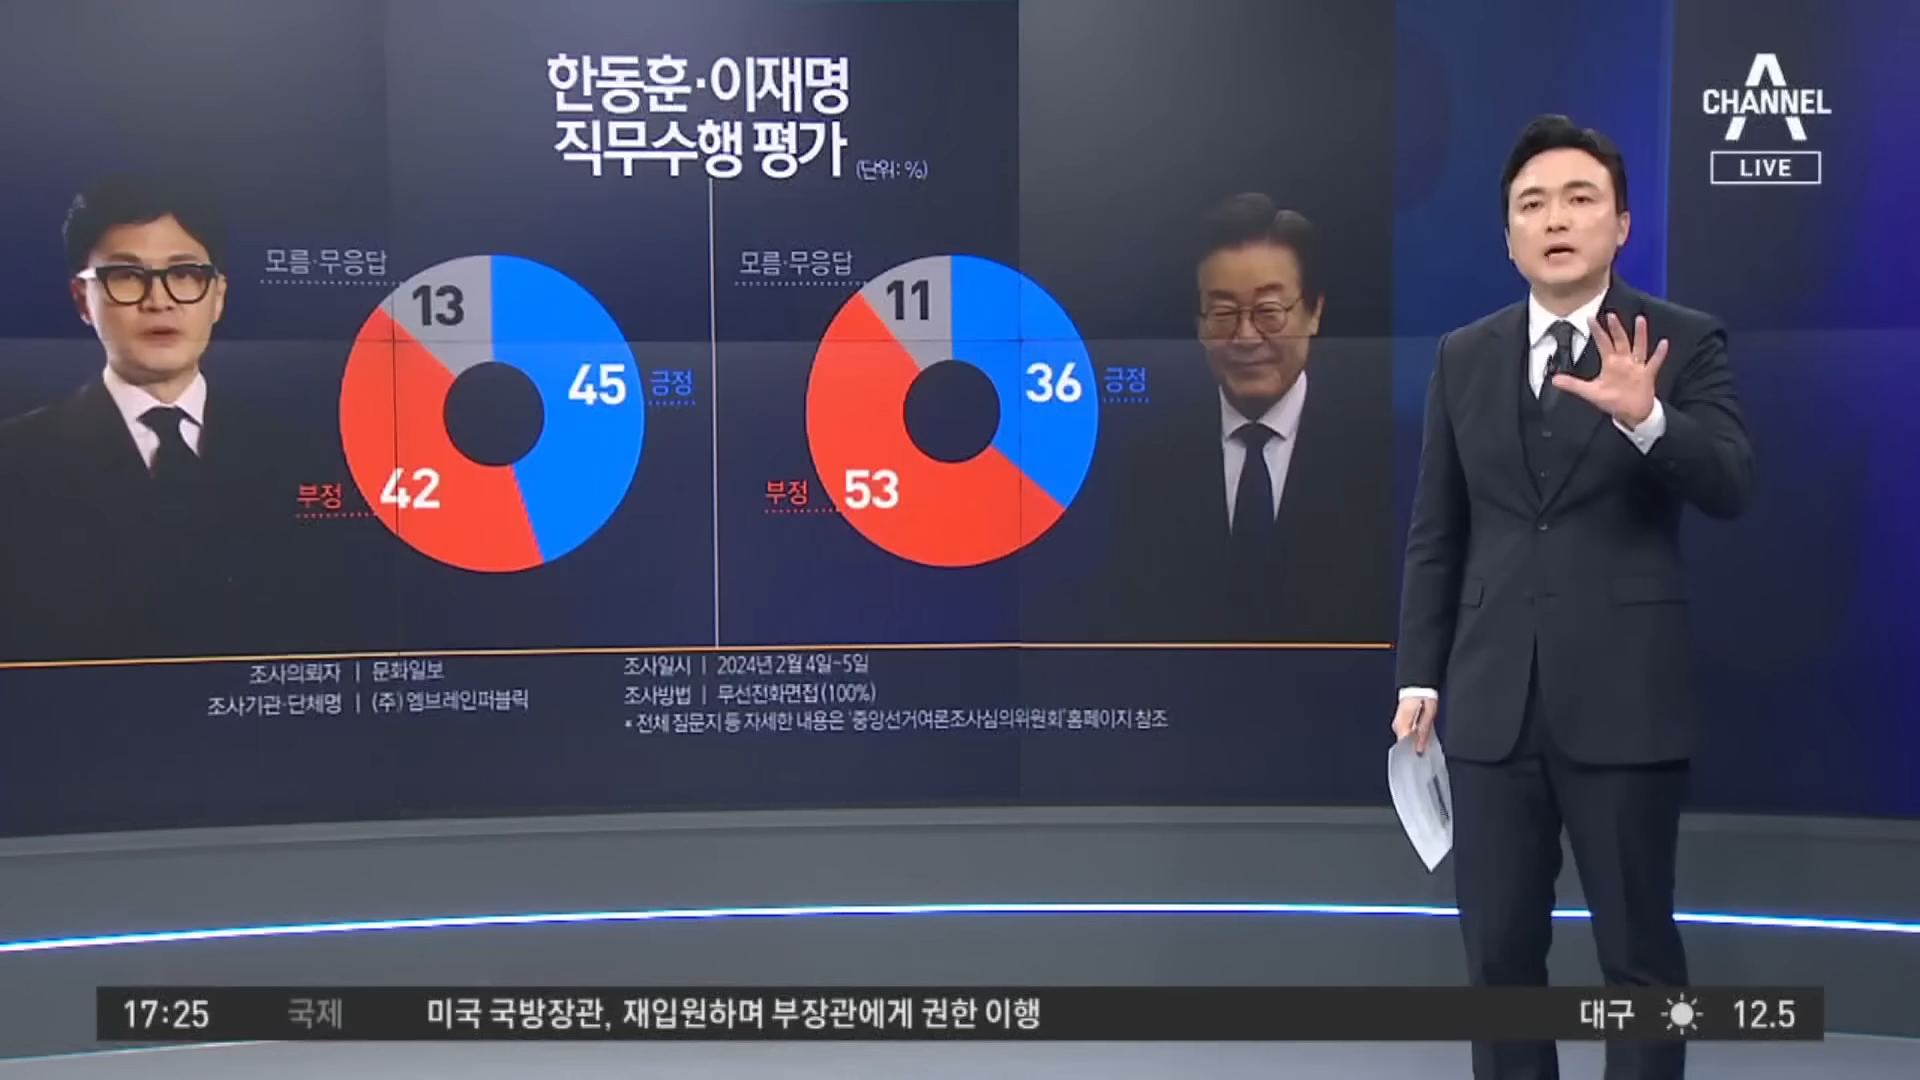 한동훈·이재명
직무수행 평가 (단위: %)
CHANNEL A
LIVE
모름·무응답
13
45 긍정
부정 42
모름·무응답
11
36 긍정
부정 53
조사의뢰자 | 문화일보
조사기관·단체명 | (주)엠브레인퍼블릭
조사일시 | 2024년 2월 4일~5일
조사방법 | 무선전화면접(100%)
* 전체 질문지 등 자세한 내용은 '중앙선거여론조사심의위원회' 홈페이지 참조
17:25 국제 미국 국방장관, 재입원하며 부장관에게 권한 이행 대구 12.5